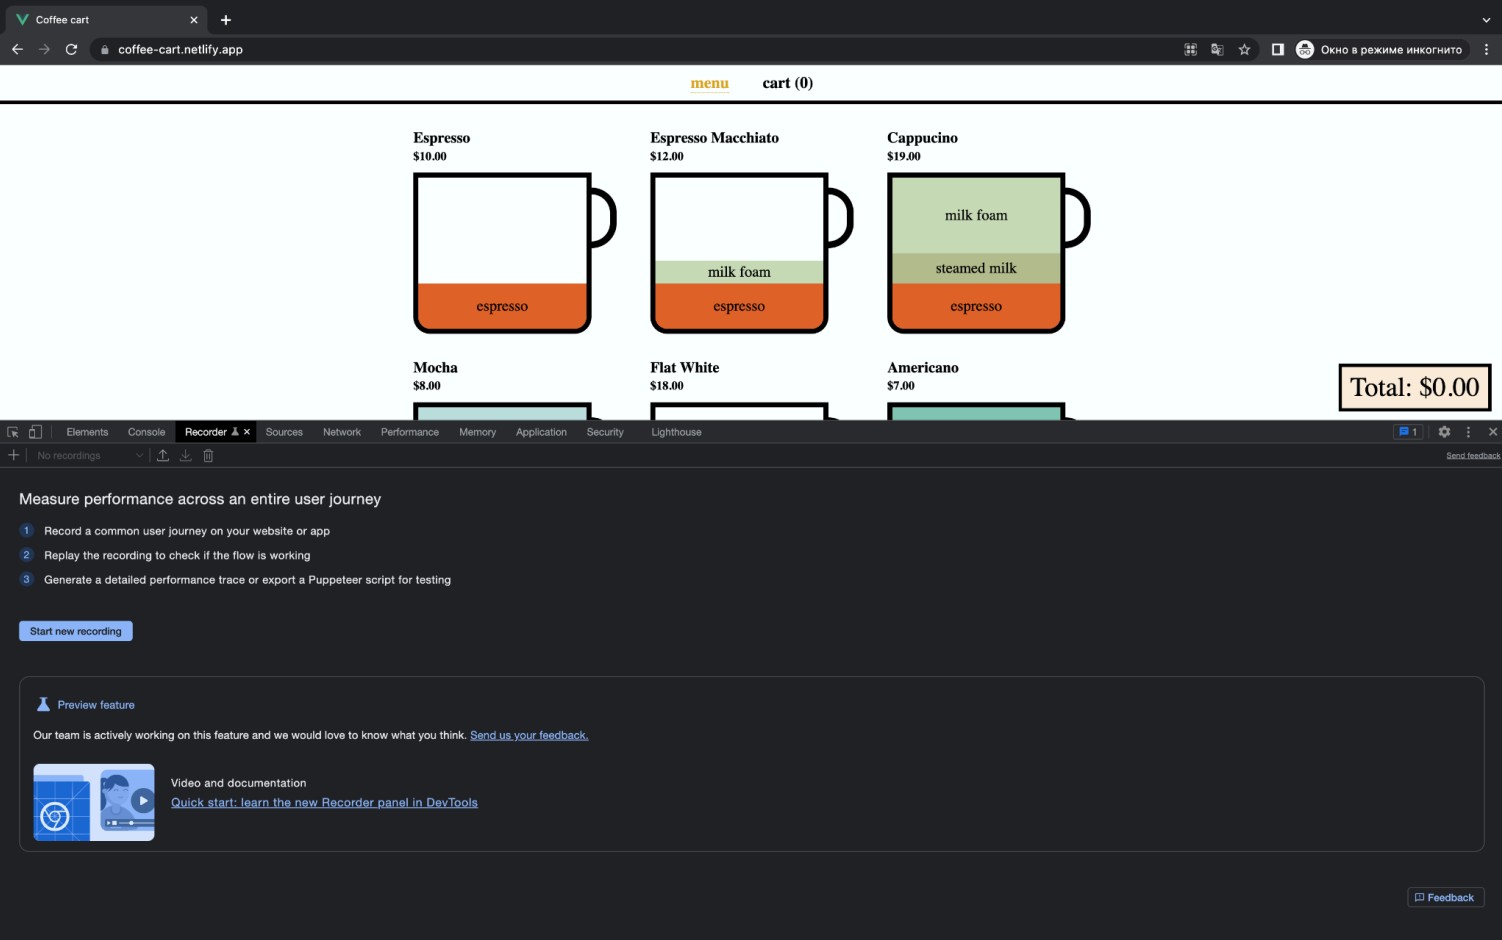 Coffee cart
coffee-cart.netlify.app
Окно в режиме инкогнито
menu
cart (0)
Espresso
$10.00
espresso
Espresso Macchiato
$12.00
milk foam
espresso
Cappucino
$19.00
milk foam
steamed milk
espresso
Mocha
$8.00
Flat White
$18.00
Americano
$7.00
Total: $0.00
Elements
Console
Recorder
Sources
Network
Performance
Memory
Application
Security
Lighthouse
1
No recordings
Send feedback
Measure performance across an entire user journey
1 Record a common user journey on your website or app
2 Replay the recording to check if the flow is working
3 Generate a detailed performance trace or export a Puppeteer script for testing
Start new recording
Preview feature
Our team is actively working on this feature and we would love to know what you think. Send us your feedback.
Video and documentation
Quick start: learn the new Recorder panel in DevTools
Feedback